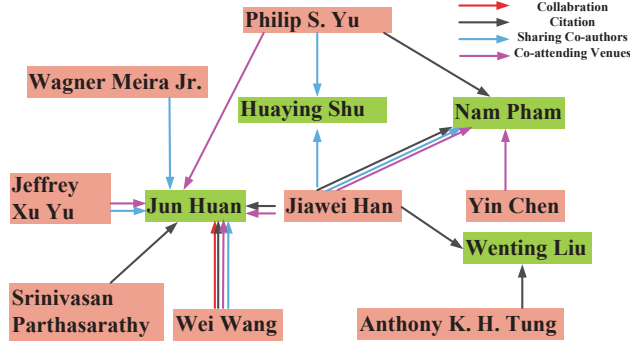 Philip S. Yu
Collabration
Citation
Sharing Co-authors
Co-attending Venues
Wagner Meira Jr.
Huaying Shu
Nam Pham
Jeffrey
Xu Yu
Jun Huan
Jiawei Han
Yin Chen
Wenting Liu
Srinivasan
Parthasarathy
Wei Wang
Anthony K. H. Tung